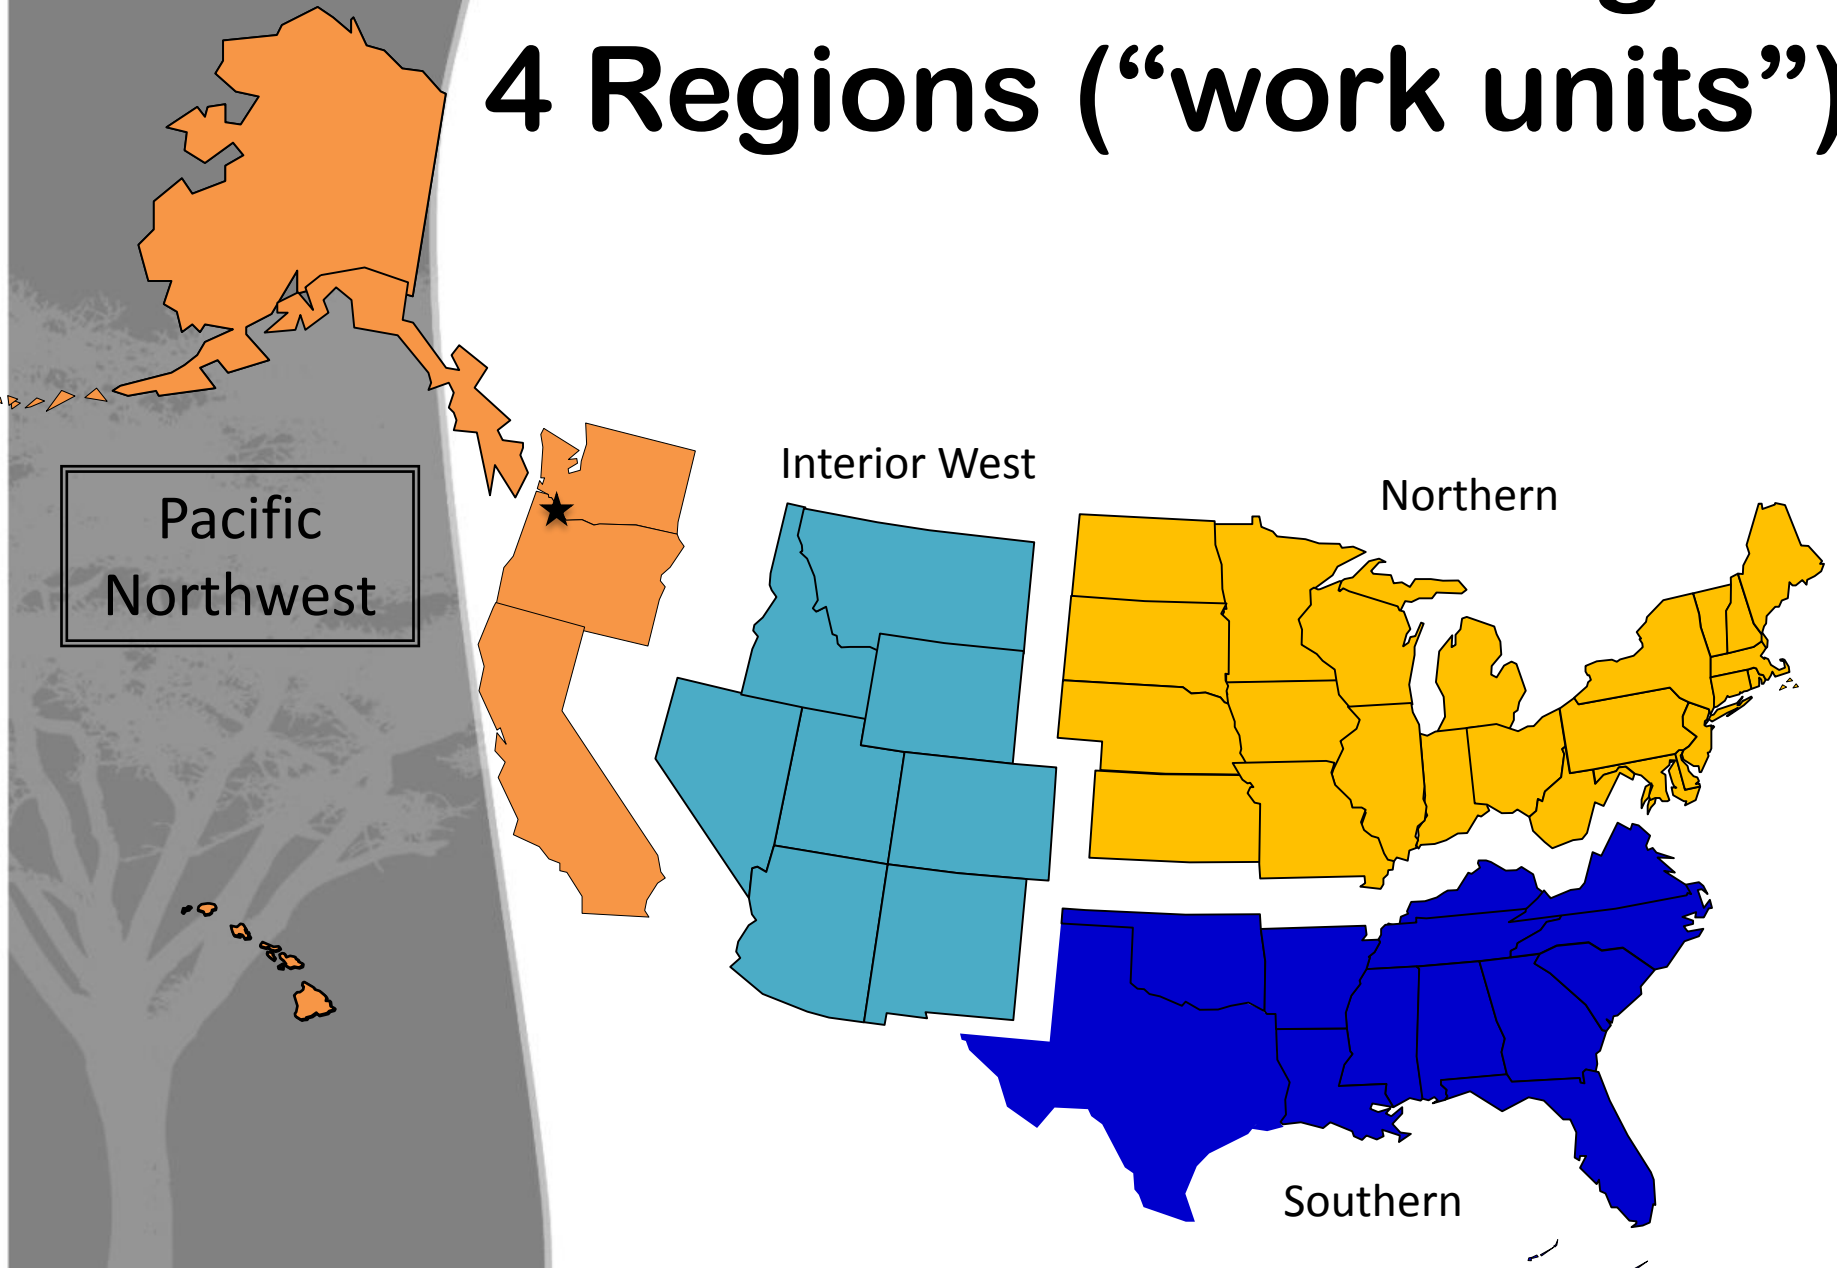 4 Regions (“work units”)
Interior West
Northern
Pacific
Northwest
Southern